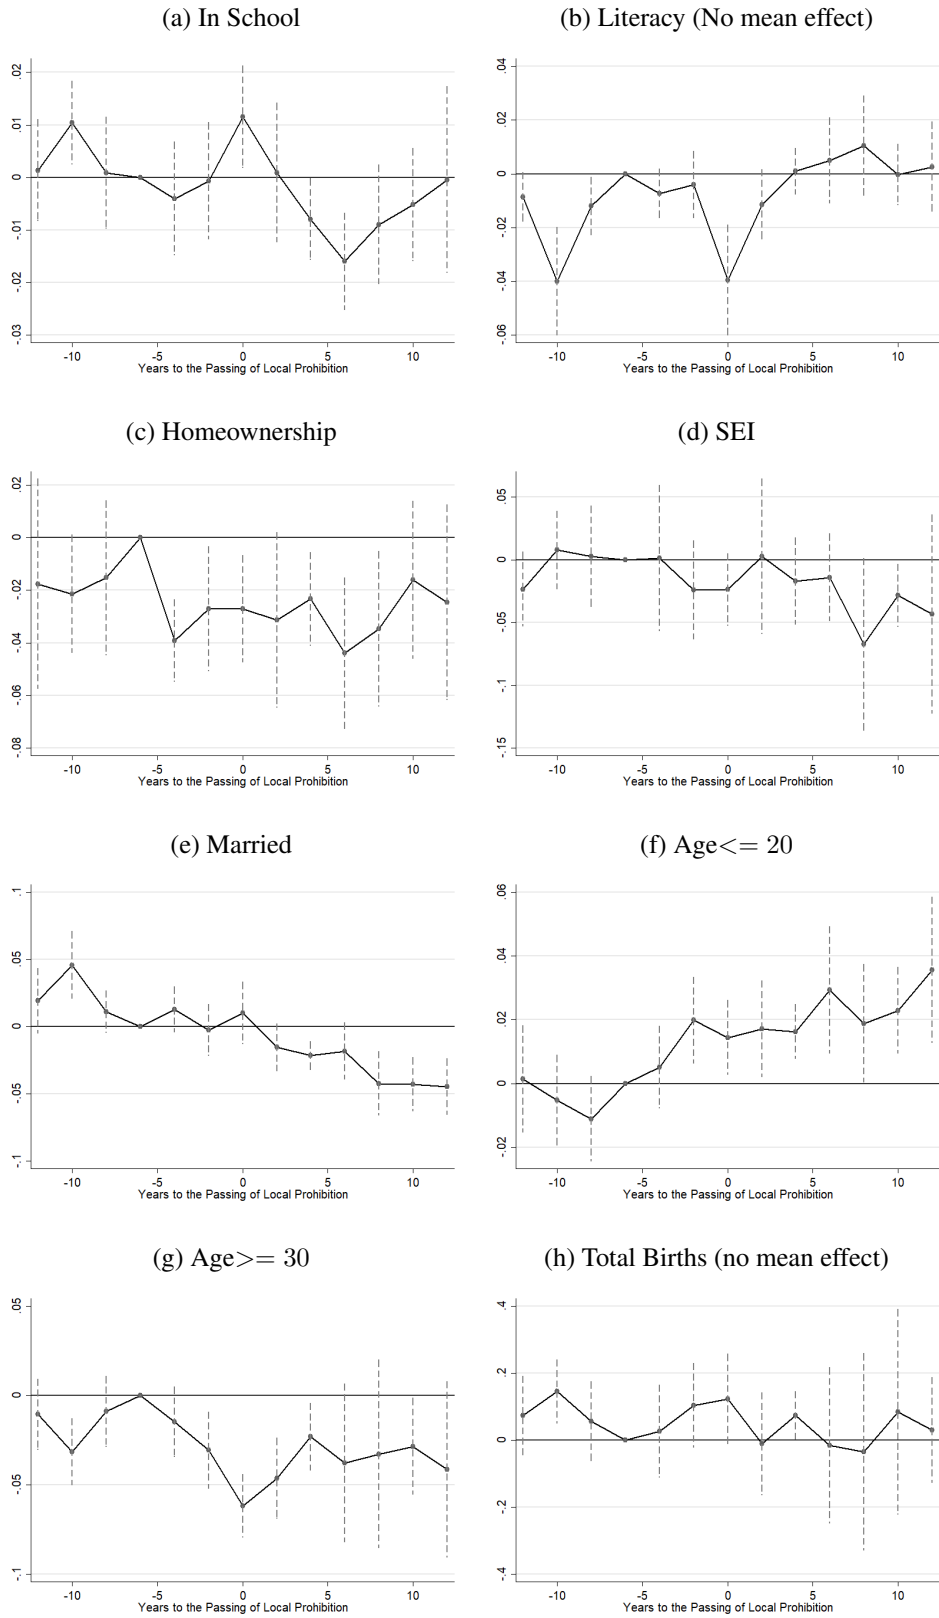 (a) In School
.02
.01
0
-.01
-.02
-.03
-10 -5 0 5 10
Years to the Passing of Local Prohibition
(b) Literacy (No mean effect)
.04
.02
0
-.02
-.04
-.06
-10 -5 0 5 10
Years to the Passing of Local Prohibition
(c) Homeownership
.02
0
-.02
-.04
-.06
-.08
-10 -5 0 5 10
Years to the Passing of Local Prohibition
(d) SEI
.05
0
-.05
-.1
-.15
-10 -5 0 5 10
Years to the Passing of Local Prohibition
(e) Married
.1
.05
0
-.05
-.1
-10 -5 0 5 10
Years to the Passing of Local Prohibition
(f) Age<= 20
.06
.04
.02
0
-.02
-10 -5 0 5 10
Years to the Passing of Local Prohibition
(g) Age>= 30
.05
0
-.05
-.1
-10 -5 0 5 10
Years to the Passing of Local Prohibition
(h) Total Births (no mean effect)
.4
.2
0
-.2
-.4
-10 -5 0 5 10
Years to the Passing of Local Prohibition